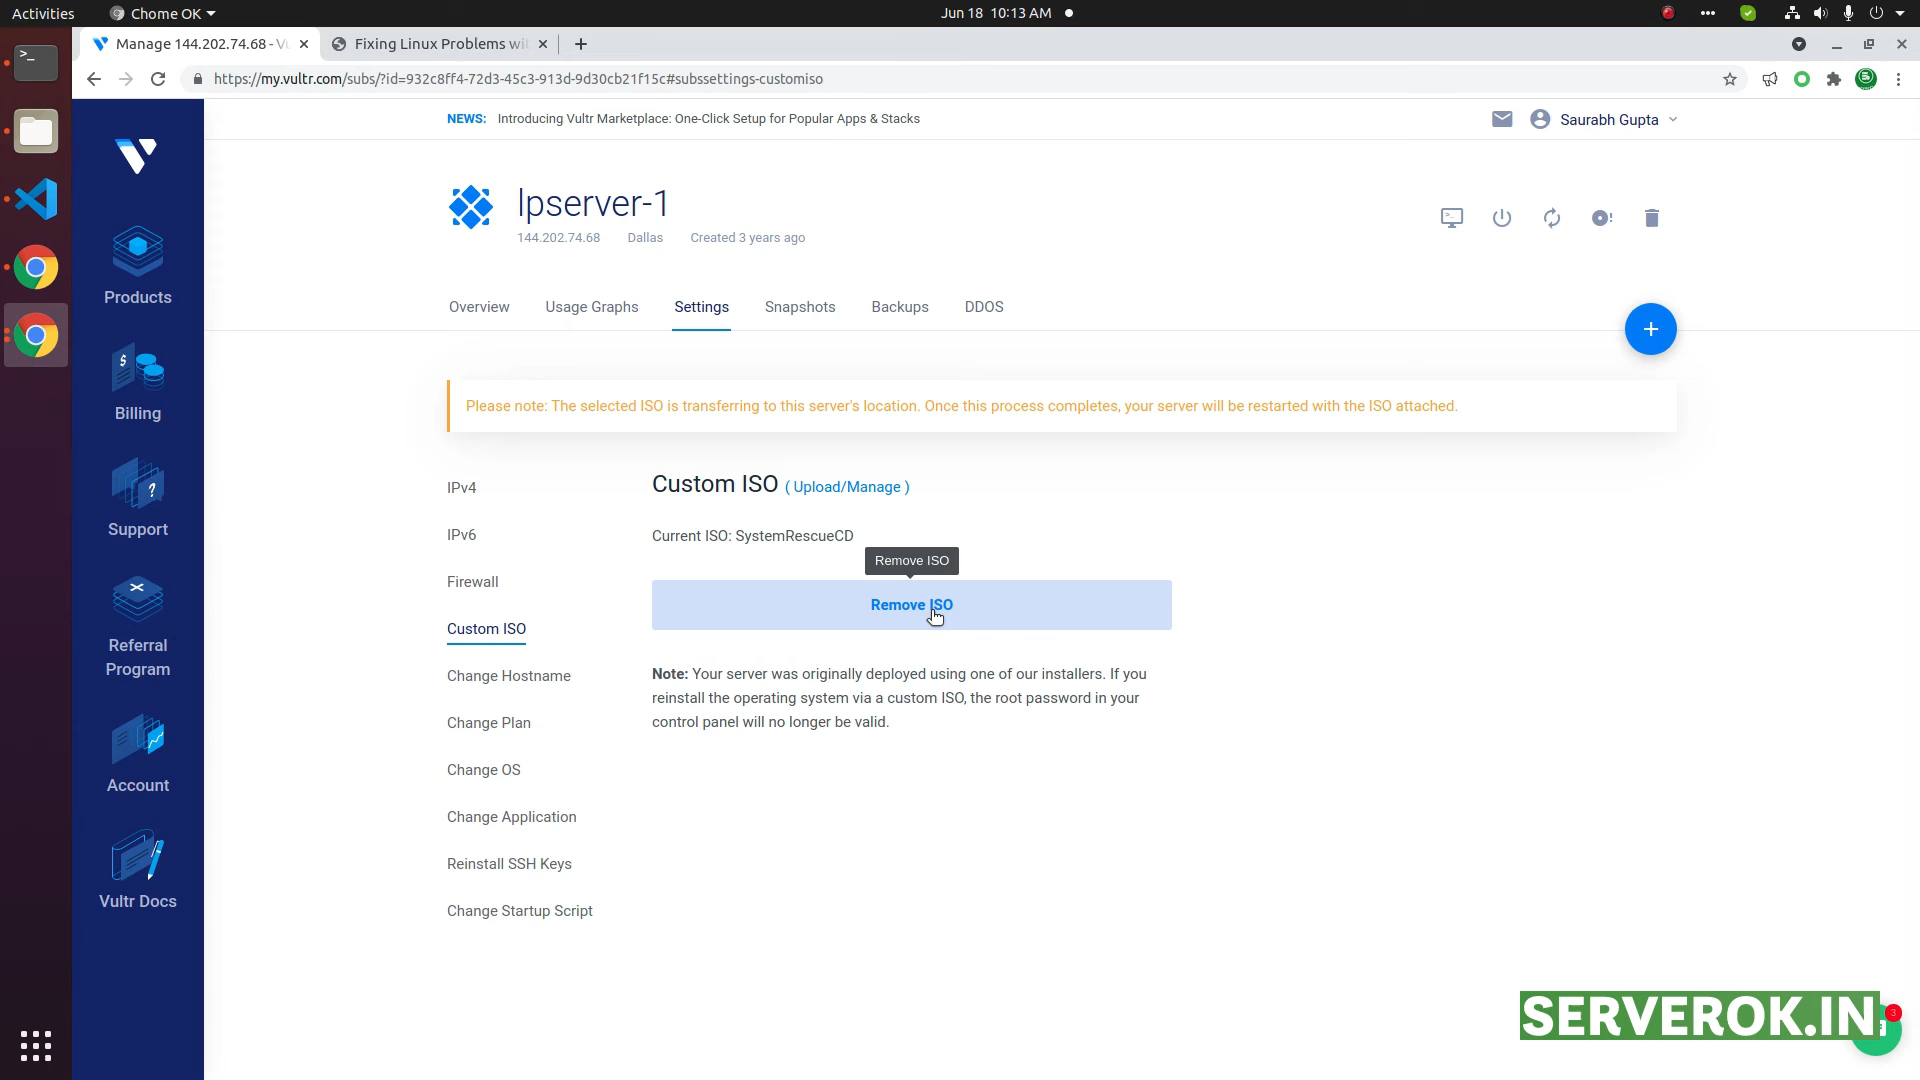 Activities
Chome OK
Jun 18 10:13 AM
Manage 144.202.74.68 - Vu
Fixing Linux Problems wi
https://my.vultr.com/subs/?id=932c8ff4-72d3-45c3-913d-9d30cb21f15c#subssettings-customiso
NEWS: Introducing Vultr Marketplace: One-Click Setup for Popular Apps & Stacks
Saurabh Gupta
lpserver-1
144.202.74.68 Dallas Created 3 years ago
Overview Usage Graphs Settings Snapshots Backups DDOS
+
Please note: The selected ISO is transferring to this server's location. Once this process completes, your server will be restarted with the ISO attached.
Products
Billing
Support
Referral
Program
Account
Vultr Docs
IPv4
IPv6
Firewall
Custom ISO
Change Hostname
Change Plan
Change OS
Change Application
Reinstall SSH Keys
Change Startup Script
Custom ISO ( Upload/Manage )
Current ISO: SystemRescueCD
Remove ISO
Remove ISO
Note: Your server was originally deployed using one of our installers. If you
reinstall the operating system via a custom ISO, the root password in your
control panel will no longer be valid.
SERVEROK.IN
3